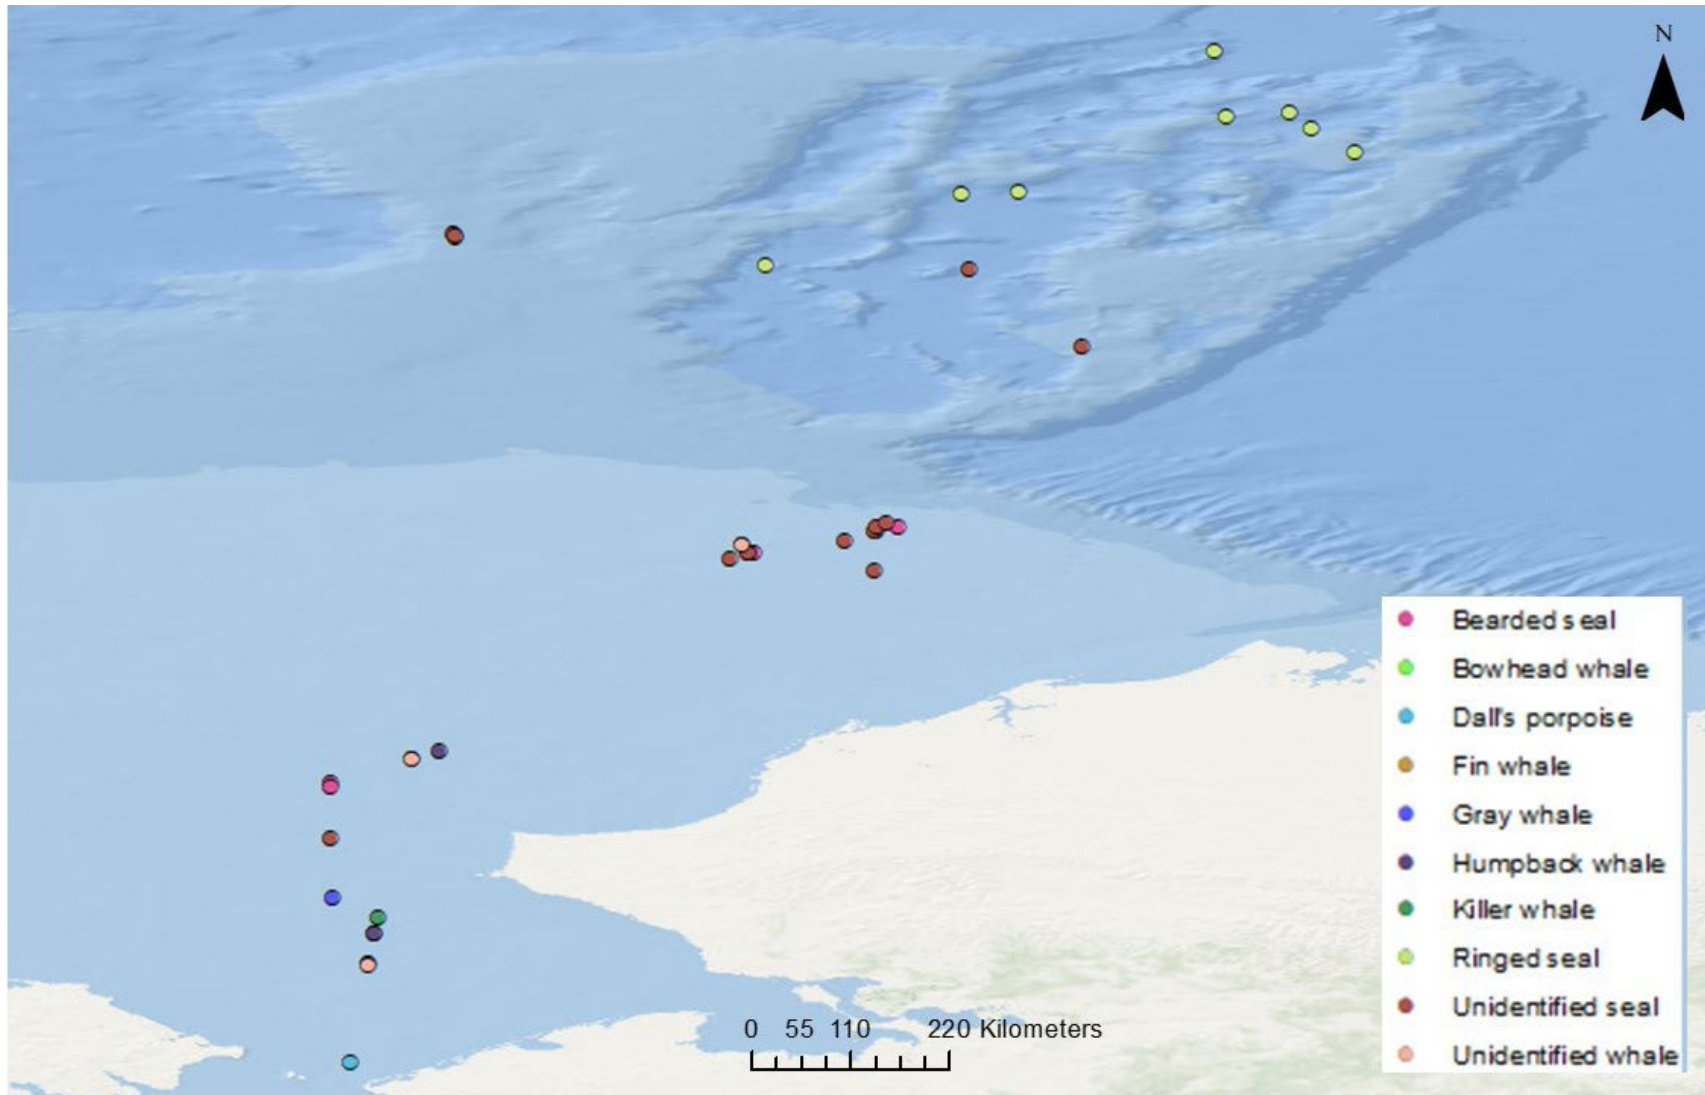 N
0 55 110 220 Kilometers
Bearded seal
Bowhead whale
Dall's porpoise
Fin whale
Gray whale
Humpback whale
Killer whale
Ringed seal
Unidentified seal
Unidentified whale